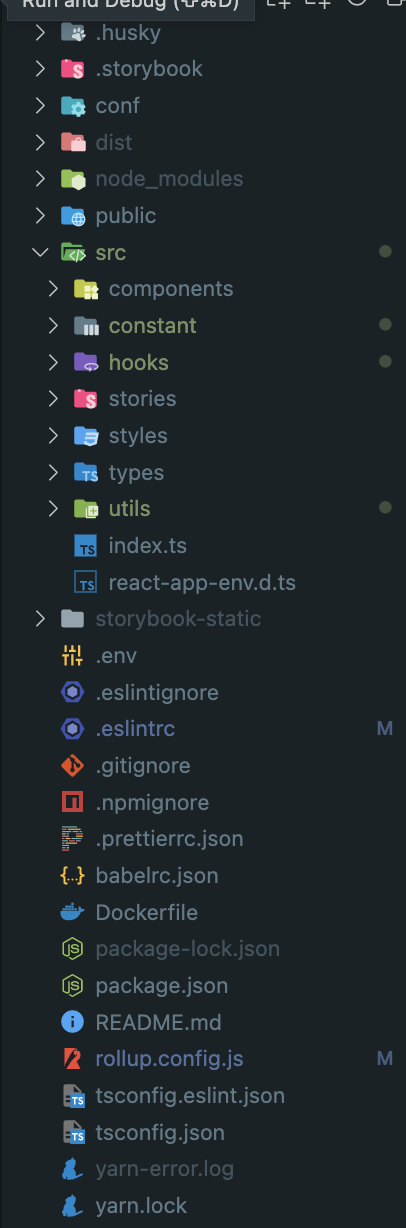 Run and Debug (⇧⌘D)
.husky
.storybook
conf
dist
node_modules
public
src
components
constant
hooks
stories
styles
types
utils
TS index.ts
TS react-app-env.d.ts
storybook-static
.env
.eslintignore
.eslintrc M
.gitignore
.npmignore
.prettierrc.json
babelrc.json
Dockerfile
package-lock.json
package.json
README.md
rollup.config.js M
tsconfig.eslint.json
tsconfig.json
yarn-error.log
yarn.lock